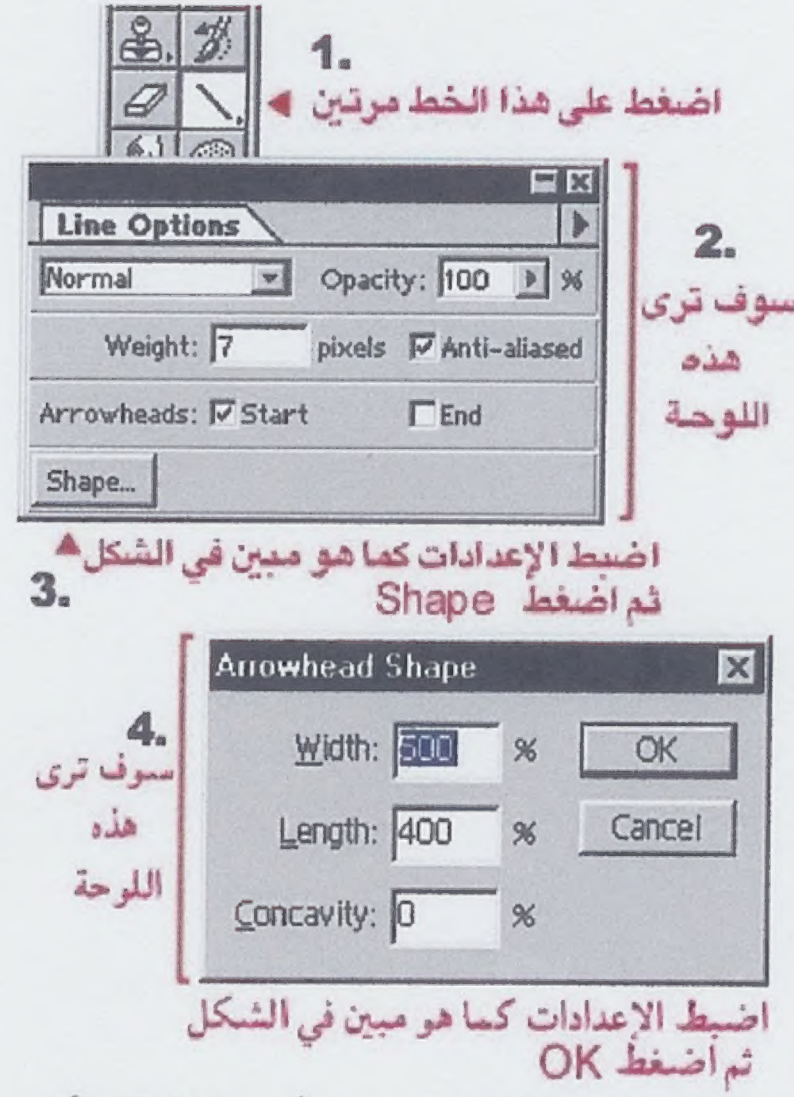 1.
اضغط على هذا الخط مرتين
Line Options
Normal Opacity: 100 %
Weight: 7 pixels Anti-aliased
Arrowheads: Start End
Shape...
2.
سوف ترى
هذه
اللوحة
3.
اضبط الإعدادات كما هو مبين في الشكل
ثم اضغط Shape
4.
سوف ترى
هذه
اللوحة
Arrowhead Shape
Width: 500 % OK
Length: 400 % Cancel
Concavity: 0 %
اضبط الإعدادات كما هو مبين في الشكل
ثم أضغط OK